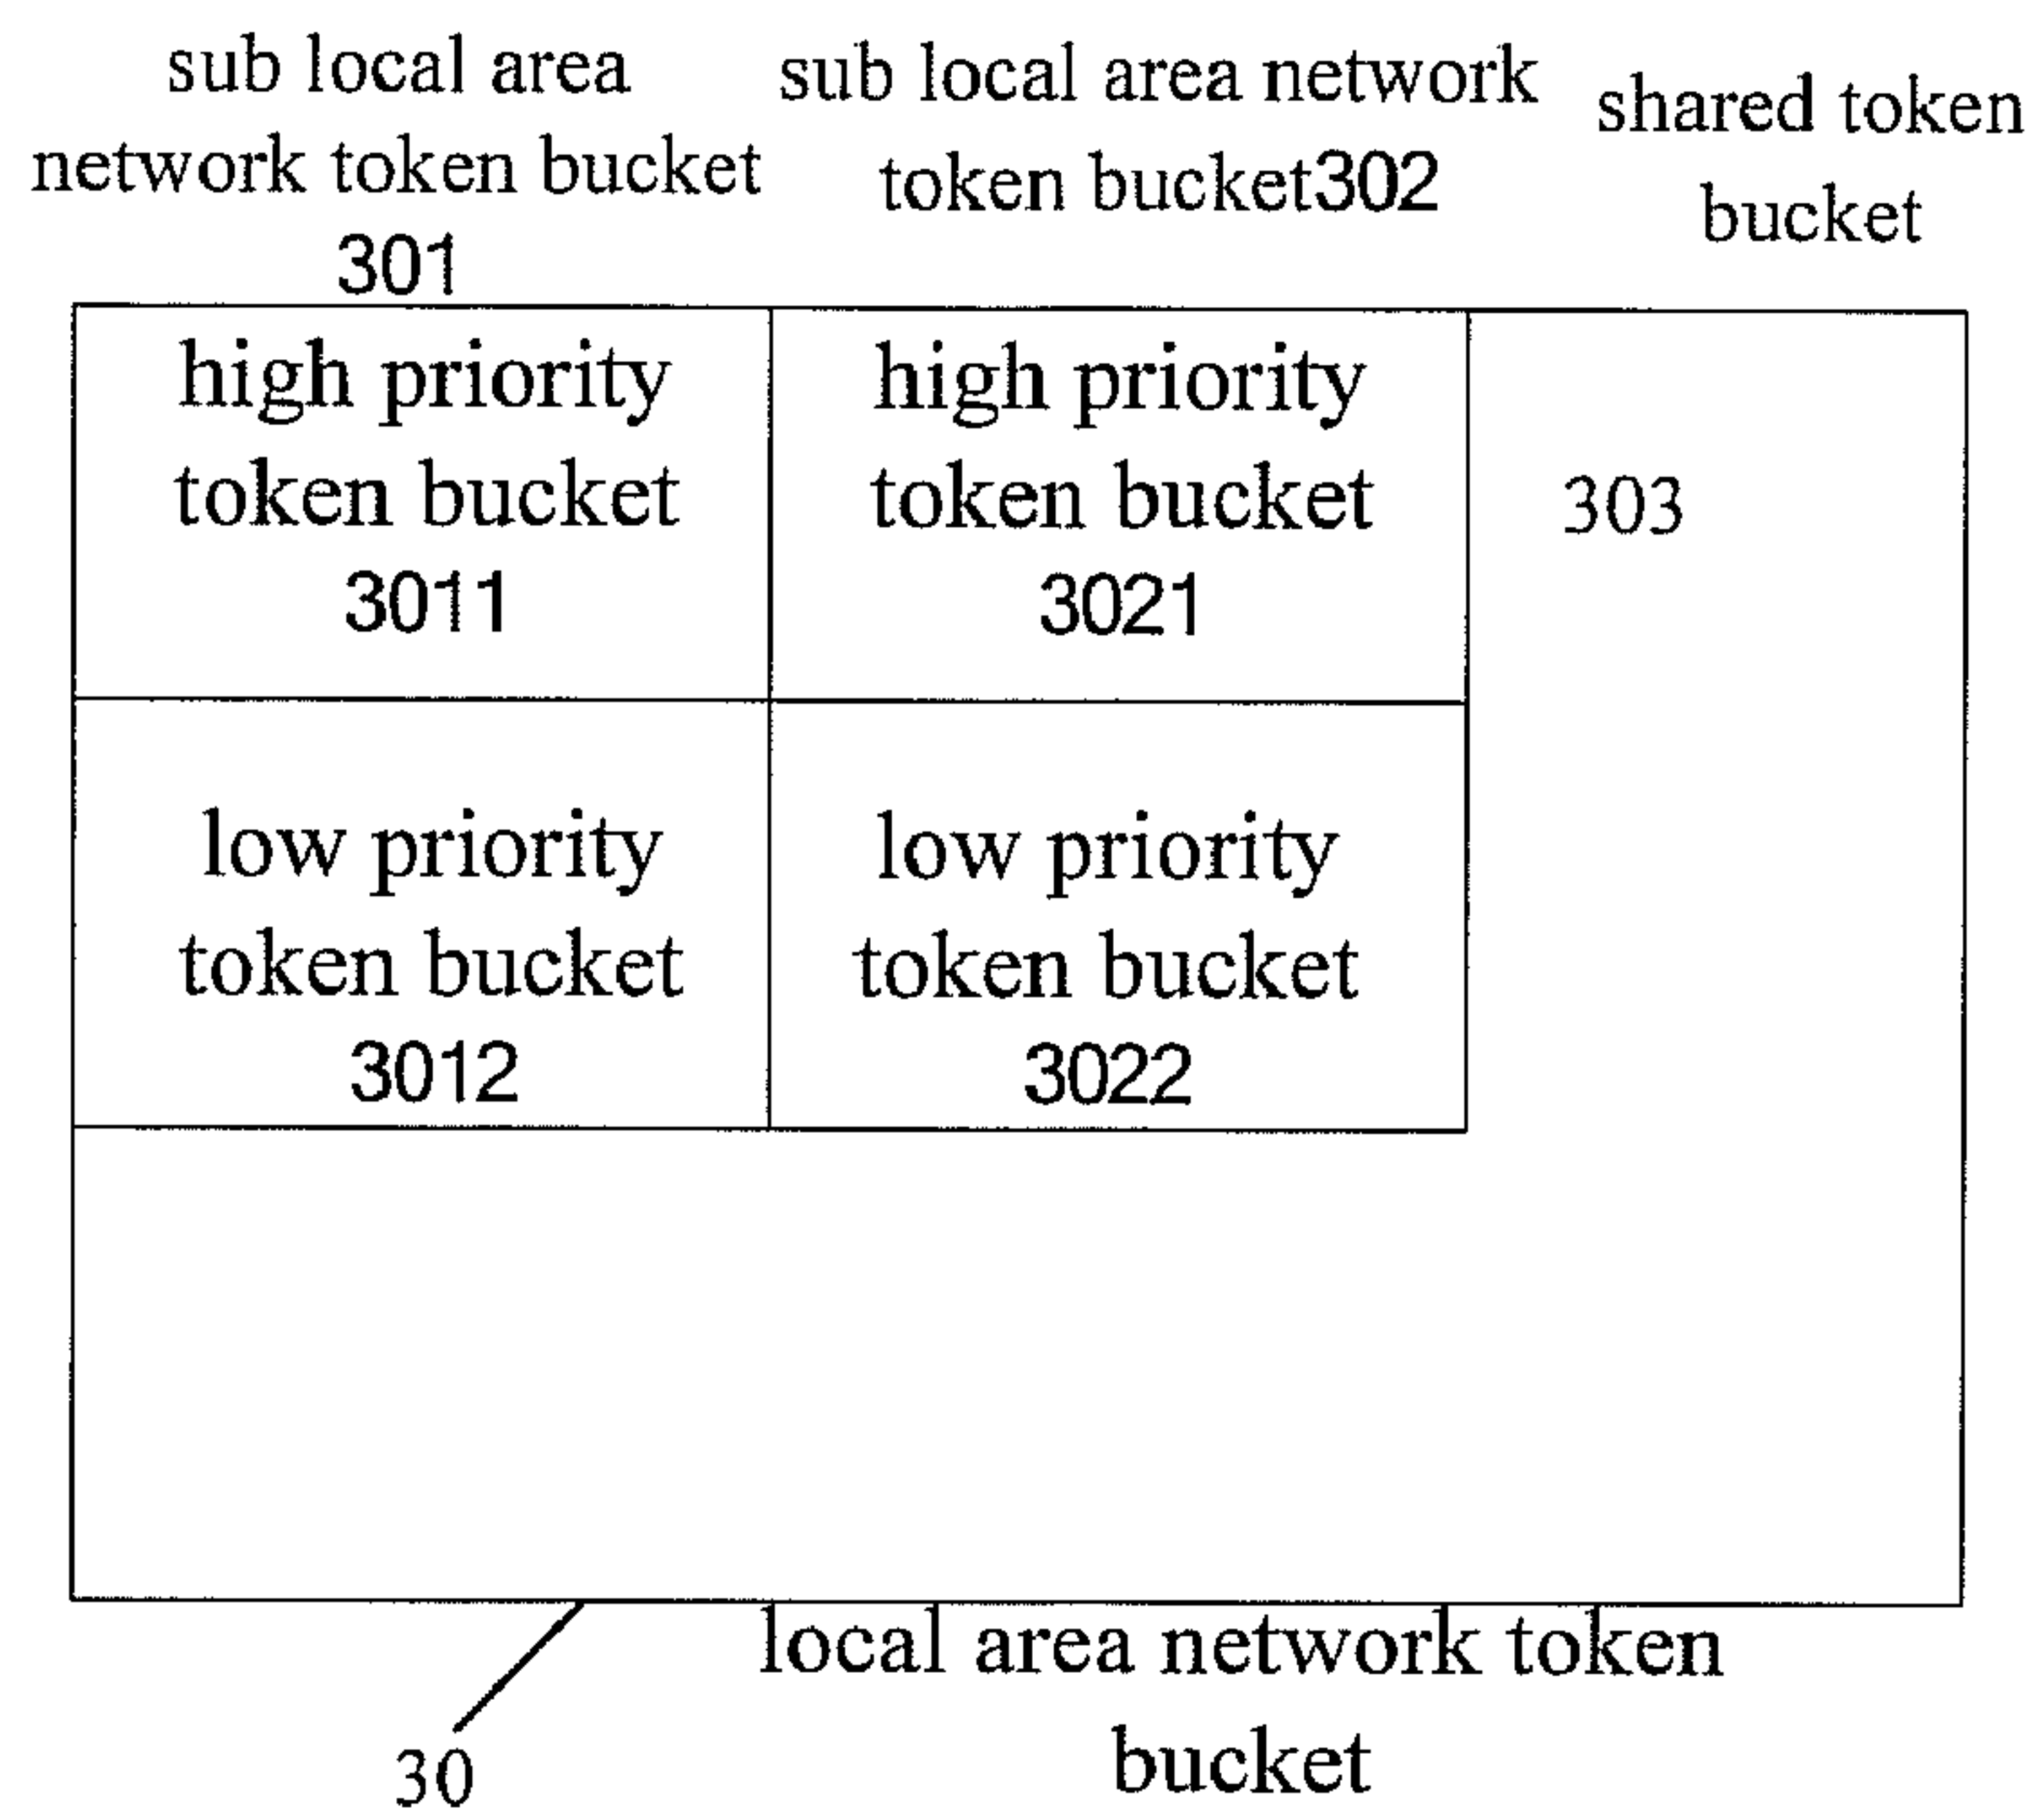 sub local area
network token bucket
301
sub local area network
token bucket302
shared token
bucket
high priority
token bucket
3011
high priority
token bucket
3021
303
low priority
token bucket
3012
low priority
token bucket
3022
local area network token
bucket
30